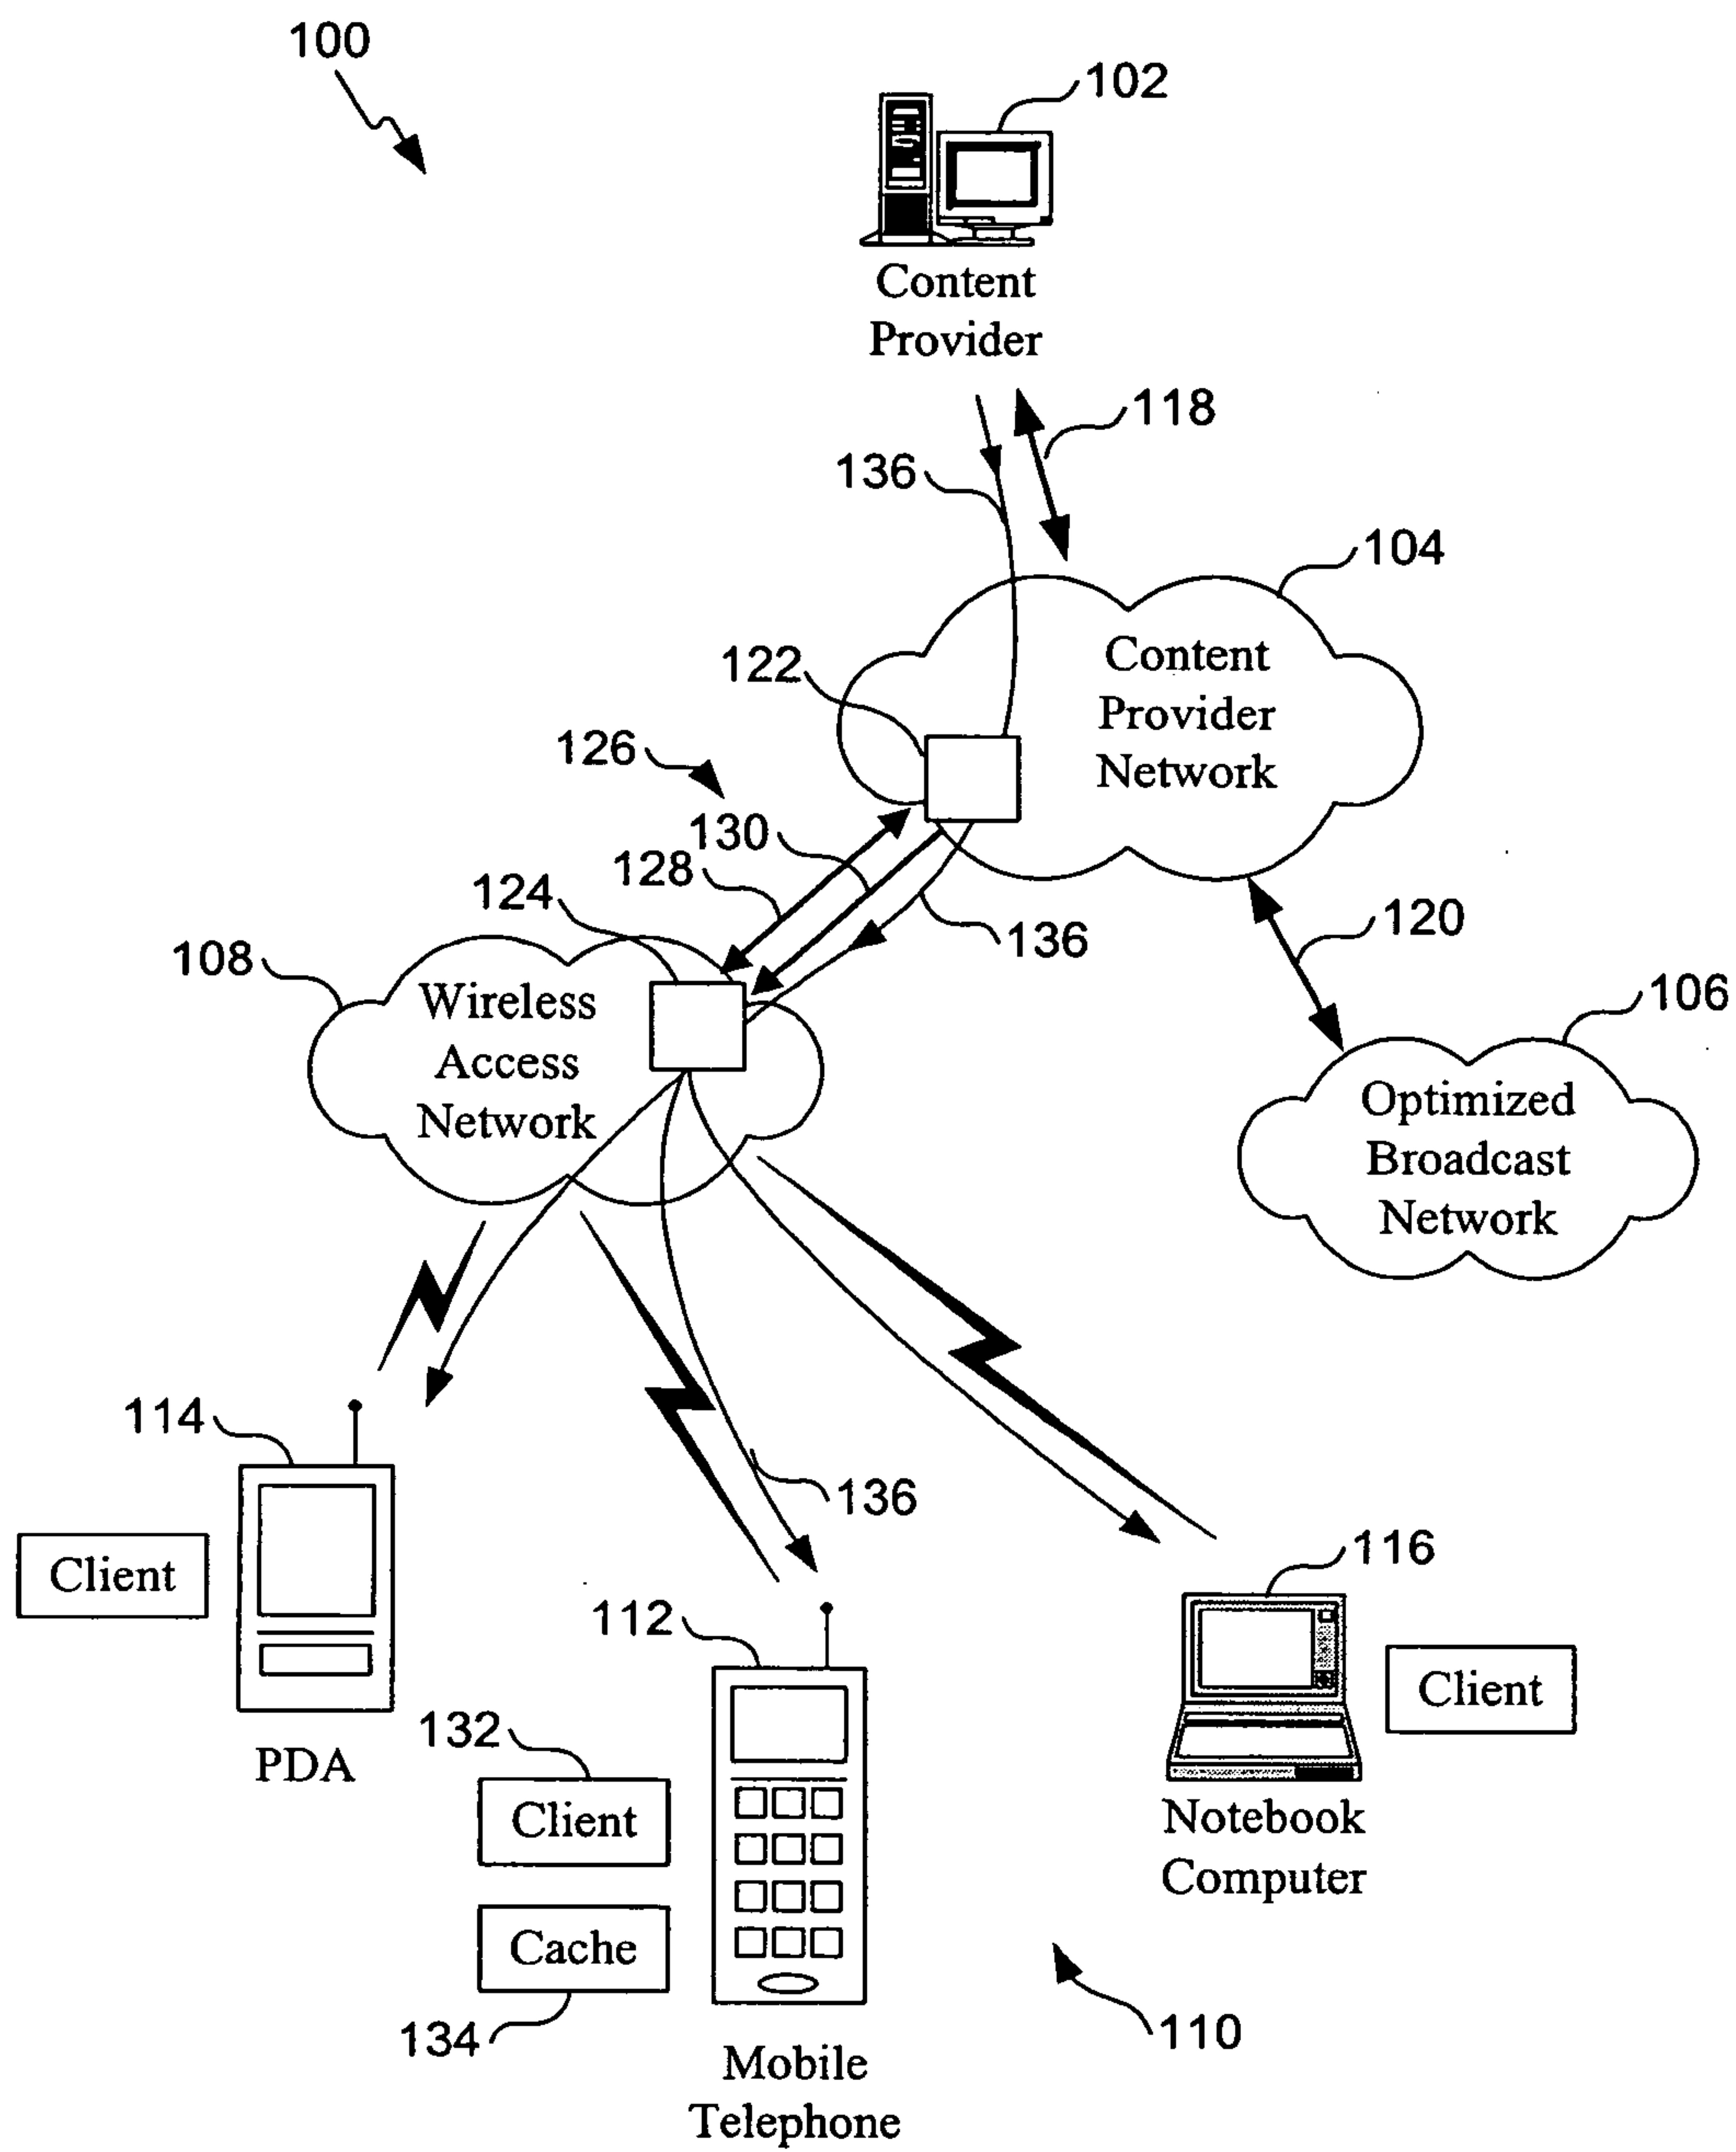 100
102
Content
Provider
118
136
104
Content
Provider
Network
122
126
130
128
124
136
120
108
Wireless
Access
Network
106
Optimized
Broadcast
Network
114
136
Client
116
112
Client
PDA
132
Client
Notebook
Computer
Cache
134
110
Mobile
Telephone